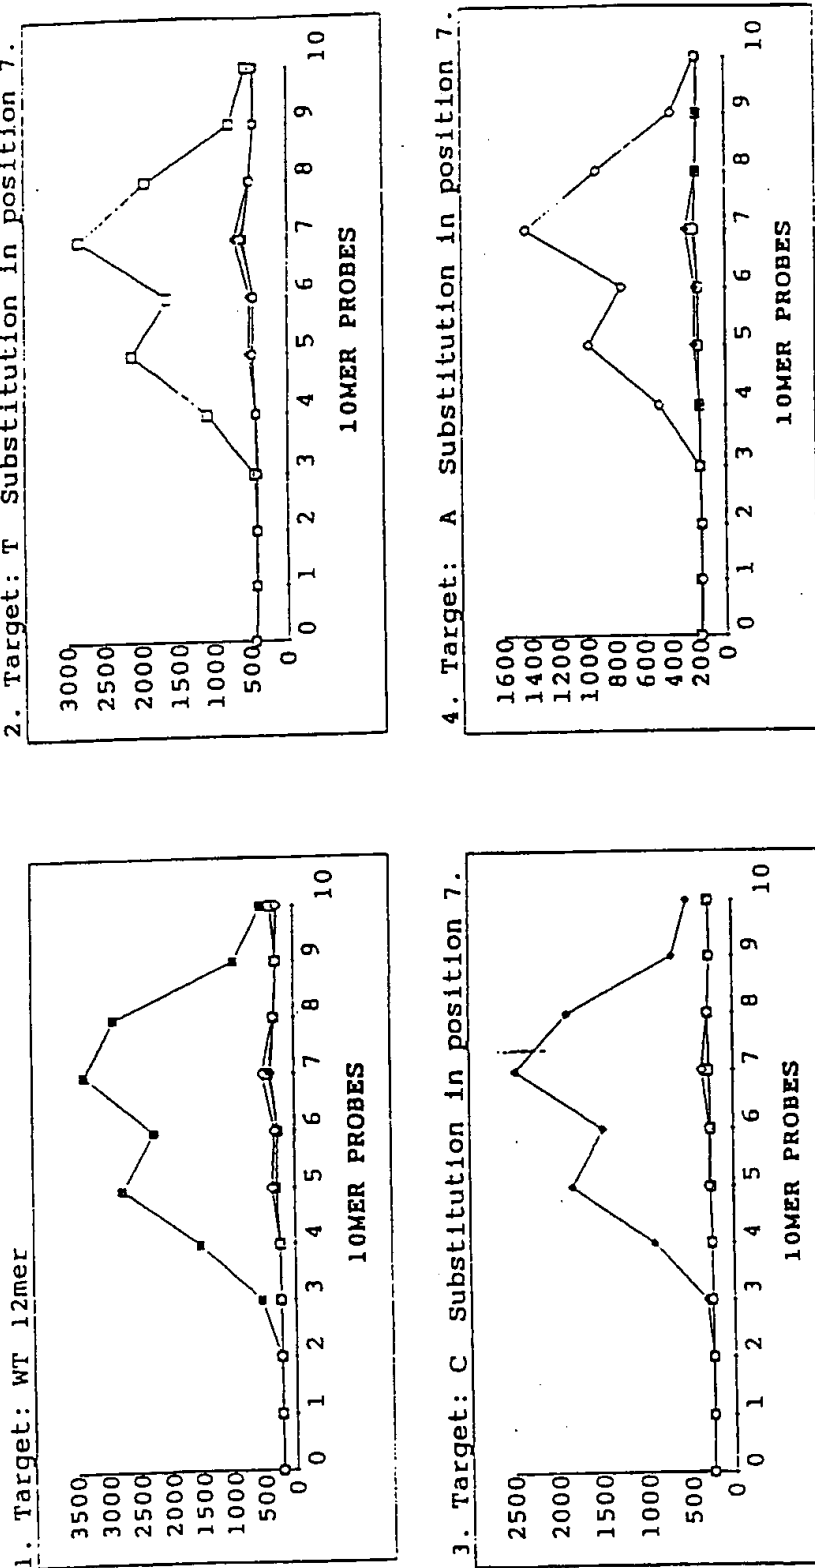 1. Target: WT 12mer
3500
3000
2500
2000
1500
1000
500
0
0 1 2 3 4 5 6 7 8 9 10
10MER PROBES
2. Target: T Substitution in position 7.
3000
2500
2000
1500
1000
500
0
0 1 2 3 4 5 6 7 8 9 10
10MER PROBES
3. Target: C Substitution in position 7.
2500
2000
1500
1000
500
0
0 1 2 3 4 5 6 7 8 9 10
10MER PROBES
4. Target: A Substitution in position 7.
1600
1400
1200
1000
800
600
400
200
0
0 1 2 3 4 5 6 7 8 9 10
10MER PROBES